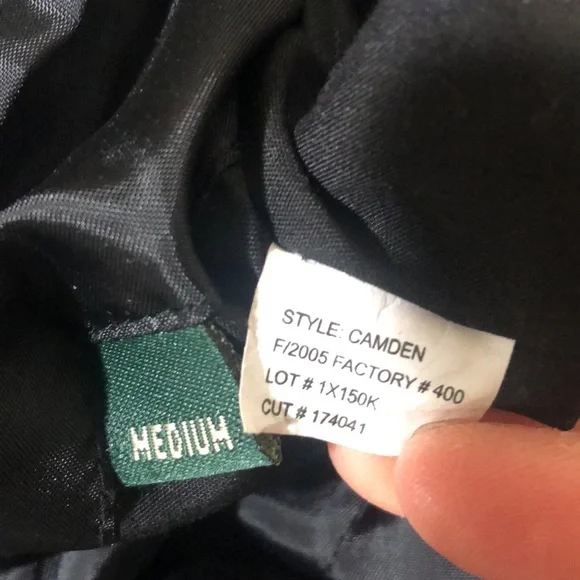 STYLE: CAMDEN
F/2005 FACTORY # 400
LOT # 1X150K
CUT # 174041
MEDIUM